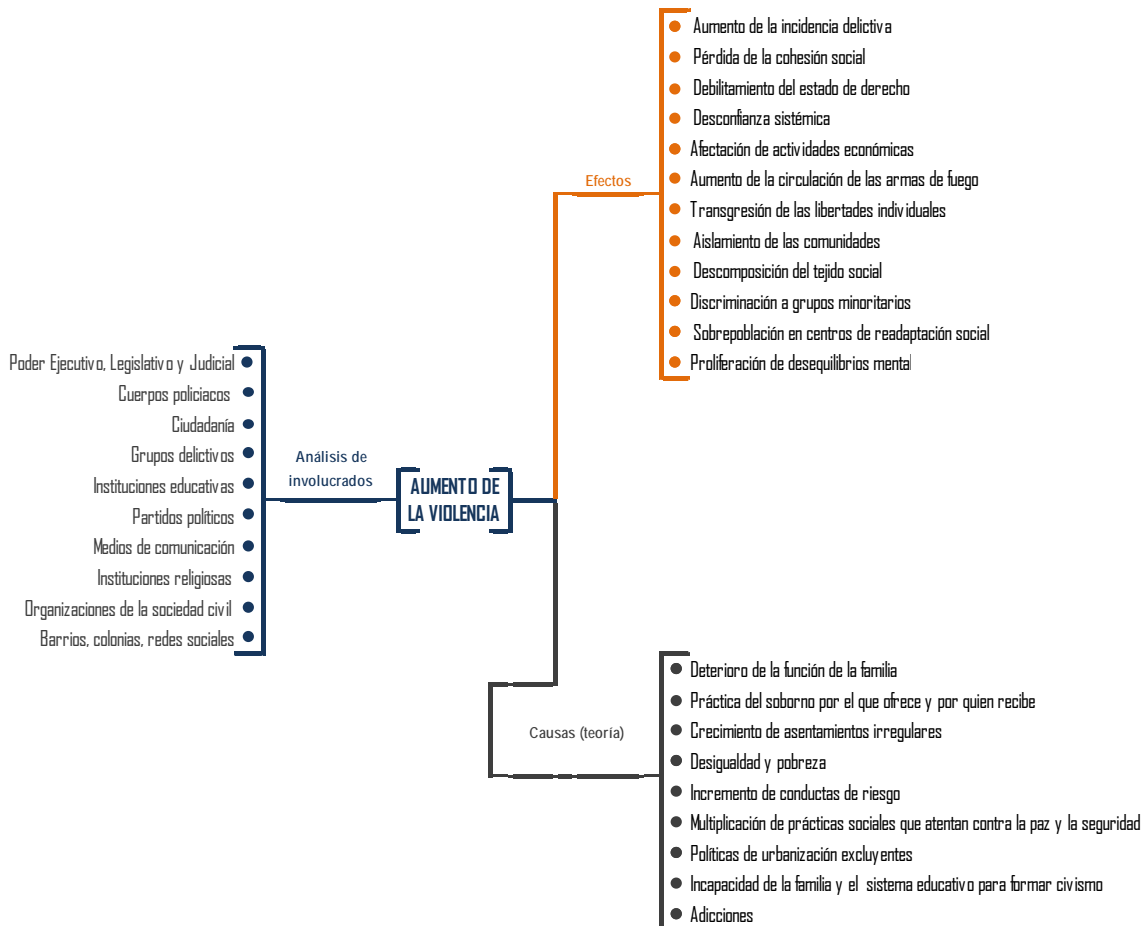 Aumento de la incidencia delictiva
Pérdida de la cohesión social
Debilitamiento del estado de derecho
Desconfianza sistémica
Afectación de actividades económicas
Efectos
Aumento de la circulación de las armas de fuego
Transgresión de las libertades individuales
Aislamiento de las comunidades
Descomposición del tejido social
Discriminación a grupos minoritarios
Sobrepoblación en centros de readaptación social
Proliferación de desequilibrios mental
Poder Ejecutivo, Legislativo y Judicial
Cuerpos policiacos
Ciudadanía
Grupos delictivos
Instituciones educativas
Partidos políticos
Medios de comunicación
Instituciones religiosas
Organizaciones de la sociedad civil
Barrios, colonias, redes sociales
Análisis de
involucrados
AUMENTO DE
LA VIOLENCIA
Causas (teoría)
Deterioro de la función de la familia
Práctica del soborno por el que ofrece y por quien recibe
Crecimiento de asentamientos irregulares
Desigualdad y pobreza
Incremento de conductas de riesgo
Multiplicación de prácticas sociales que atentan contra la paz y la seguridad
Políticas de urbanización excluyentes
Incapacidad de la familia y el sistema educativo para formar civismo
Adicciones